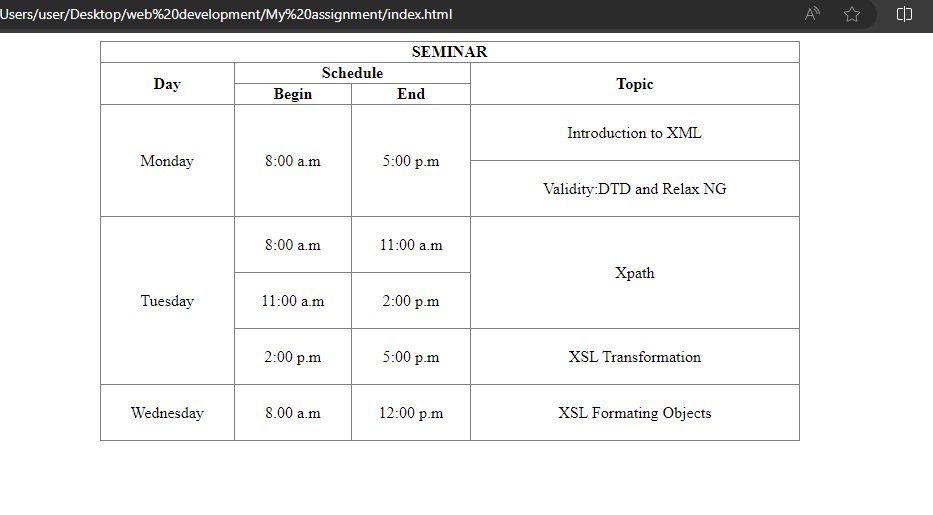 Users/user/Desktop/web%20development/My%20assignment/index.html
SEMINAR
Day Schedule Topic
Begin End
Monday 8:00 a.m 5:00 p.m Introduction to XML
Validity:DTD and Relax NG
Tuesday 8:00 a.m 11:00 a.m Xpath
11:00 a.m 2:00 p.m
2:00 p.m 5:00 p.m XSL Transformation
Wednesday 8.00 a.m 12:00 p.m XSL Formating Objects